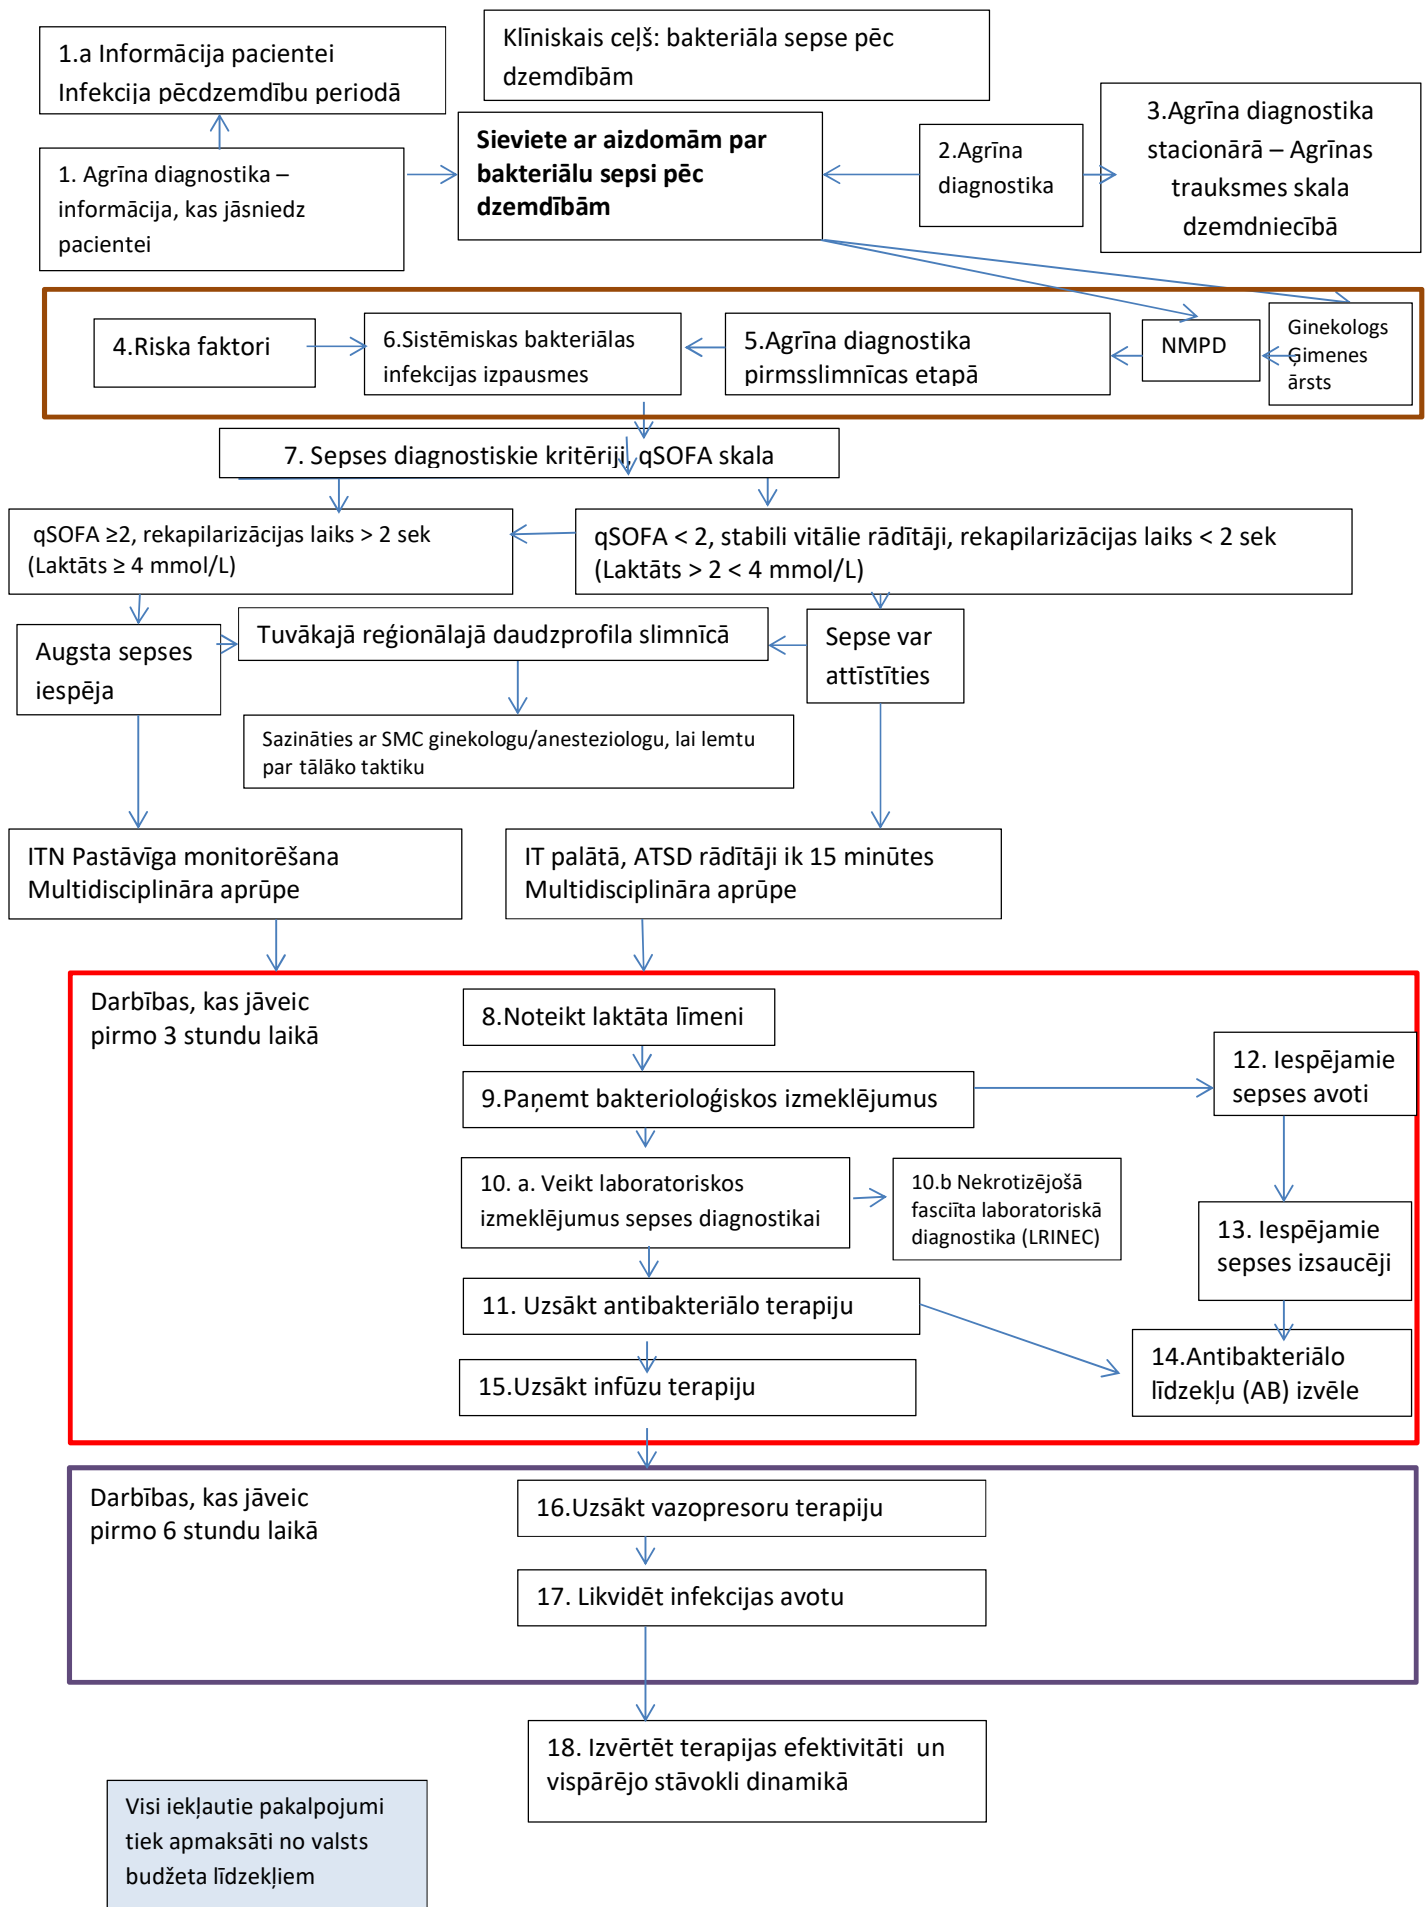 Klīniskais ceļš: bakteriāla sepse pēc
dzemdībām
1.a Informācija pacientei
Infekcija pēcdzemdību periodā
1. Agrīna diagnostika –
informācija, kas jāsniedz
pacientei
Sieviete ar aizdomām par
bakteriālu sepsi pēc
dzemdībām
2.Agrīna
diagnostika
3.Agrīna diagnostika
stacionārā – Agrīnas
trauksmes skala
dzemdniecībā
4.Riska faktori
6.Sistēmiskas bakteriālas
infekcijas izpausmes
5.Agrīna diagnostika
pirmsslimnīcas etapā
NMPD
Ginekologs
Ģimenes
ārsts
7. Sepses diagnostiskie kritēriji, qSOFA skala
qSOFA ≥2, rekapilarizācijas laiks > 2 sek
(Laktāts ≥ 4 mmol/L)
qSOFA < 2, stabili vitālie rādītāji, rekapilarizācijas laiks < 2 sek
(Laktāts > 2 < 4 mmol/L)
Augsta sepses
iespēja
Tuvākajā reģionālajā daudzprofila slimnīcā
Sepse var
attīstīties
Sazināties ar SMC ginekologu/anesteziologu, lai lemtu
par tālāko taktiku
ITN Pastāvīga monitorēšana
Multidisciplināra aprūpe
IT palātā, ATSD rādītāji ik 15 minūtes
Multidisciplināra aprūpe
Darbības, kas jāveic
pirmo 3 stundu laikā
8.Noteikt laktāta līmeni
9.Paņemt bakterioloģiskos izmeklējumus
12. Iespējamie
sepses avoti
10. a. Veikt laboratoriskos
izmeklējumus sepses diagnostikai
10.b Nekrotizējošā
fasciīta laboratoriskā
diagnostika (LRINEC)
13. Iespējamie
sepses izsaucēji
11. Uzsākt antibakteriālo terapiju
14.Antibakteriālo
līdzekļu (AB) izvēle
15.Uzsākt infūzu terapiju
Darbības, kas jāveic
pirmo 6 stundu laikā
16.Uzsākt vazopresoru terapiju
17. Likvidēt infekcijas avotu
18. Izvērtēt terapijas efektivitāti un
vispārējo stāvokli dinamikā
Visi iekļautie pakalpojumi
tiek apmaksāti no valsts
budžeta līdzekļiem